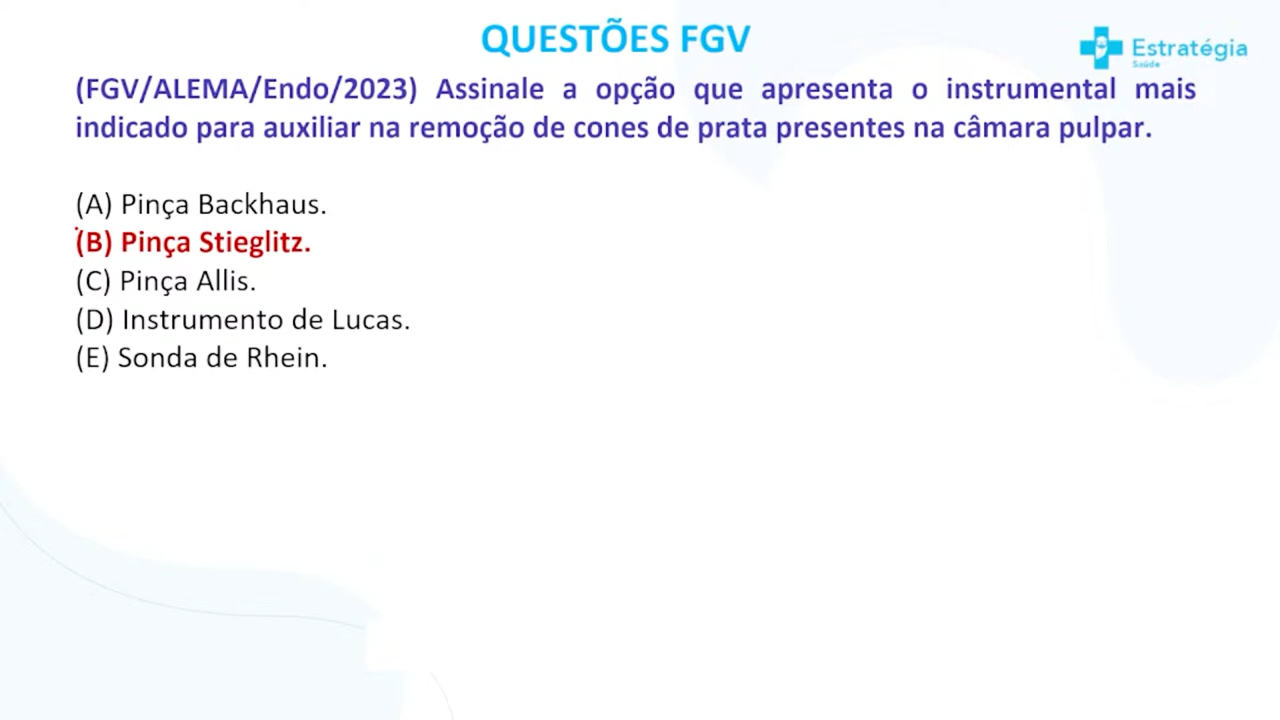 QUESTÕES FGV
Estratégia
Saúde
(FGV/ALEMA/Endo/2023) Assinale a opção que apresenta o instrumental mais
indicado para auxiliar na remoção de cones de prata presentes na câmara pulpar.
(A) Pinça Backhaus.
(B) Pinça Stieglitz.
(C) Pinça Allis.
(D) Instrumento de Lucas.
(E) Sonda de Rhein.